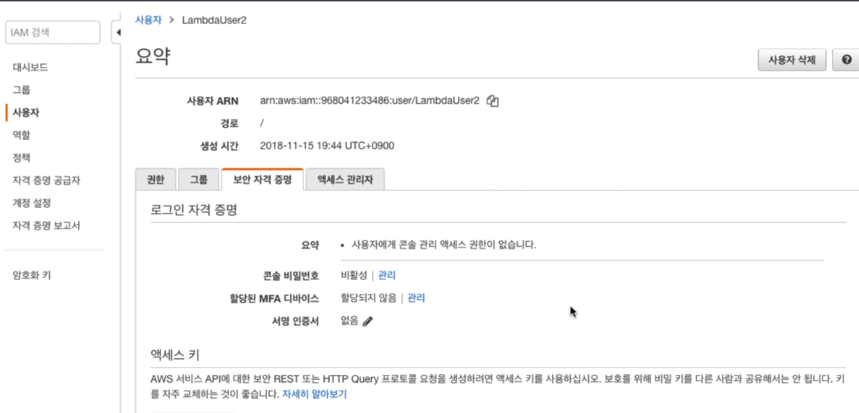 사용자 > LambdaUser2
IAM 검색
요약
사용자 삭제
대시보드
그룹
사용자
역할
정책
자격 증명 공급자
계정 설정
자격 증명 보고서
암호화 키
사용자 ARN arn:aws:iam::968041233486:user/LambdaUser2
경로 /
생성 시간 2018-11-15 19:44 UTC+0900
권한 그룹 보안 자격 증명 액세스 관리자
로그인 자격 증명
요약 • 사용자에게 콘솔 관리 액세스 권한이 없습니다.
콘솔 비밀번호 비활성 | 관리
할당된 MFA 디바이스 할당되지 않음 | 관리
서명 인증서 없음
액세스 키
AWS 서비스 API에 대한 보안 REST 또는 HTTP Query 프로토콜 요청을 생성하려면 액세스 키를 사용하십시오. 보호를 위해 비밀 키를 다른 사람과 공유해서는 안 됩니다. 키
를 자주 교체하는 것이 좋습니다. 자세히 알아보기